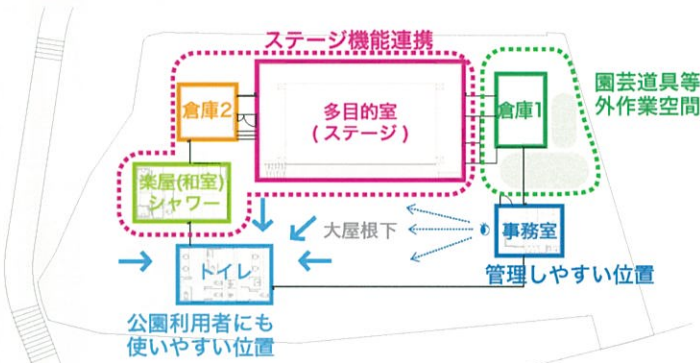 ステージ機能連携
倉庫2
多目的室
(ステージ)
倉庫1
園芸道具等
外作業空間
楽屋(和室)
シャワー
大屋根下
事務室
トイレ
管理しやすい位置
公園利用者にも
使いやすい位置